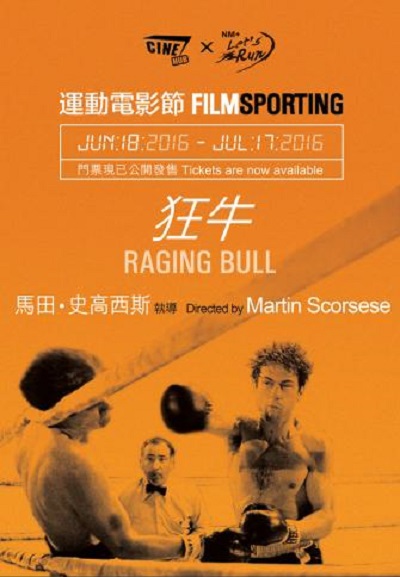 CINE HUB × NM+ Let's Run
運動電影節 FILMSPORTING
JUN:18:2016 - JUL:17:2016
門票現已公開發售 Tickets are now available
狂牛
RAGING BULL
馬田・史高西斯 執導 Directed by Martin Scorsese